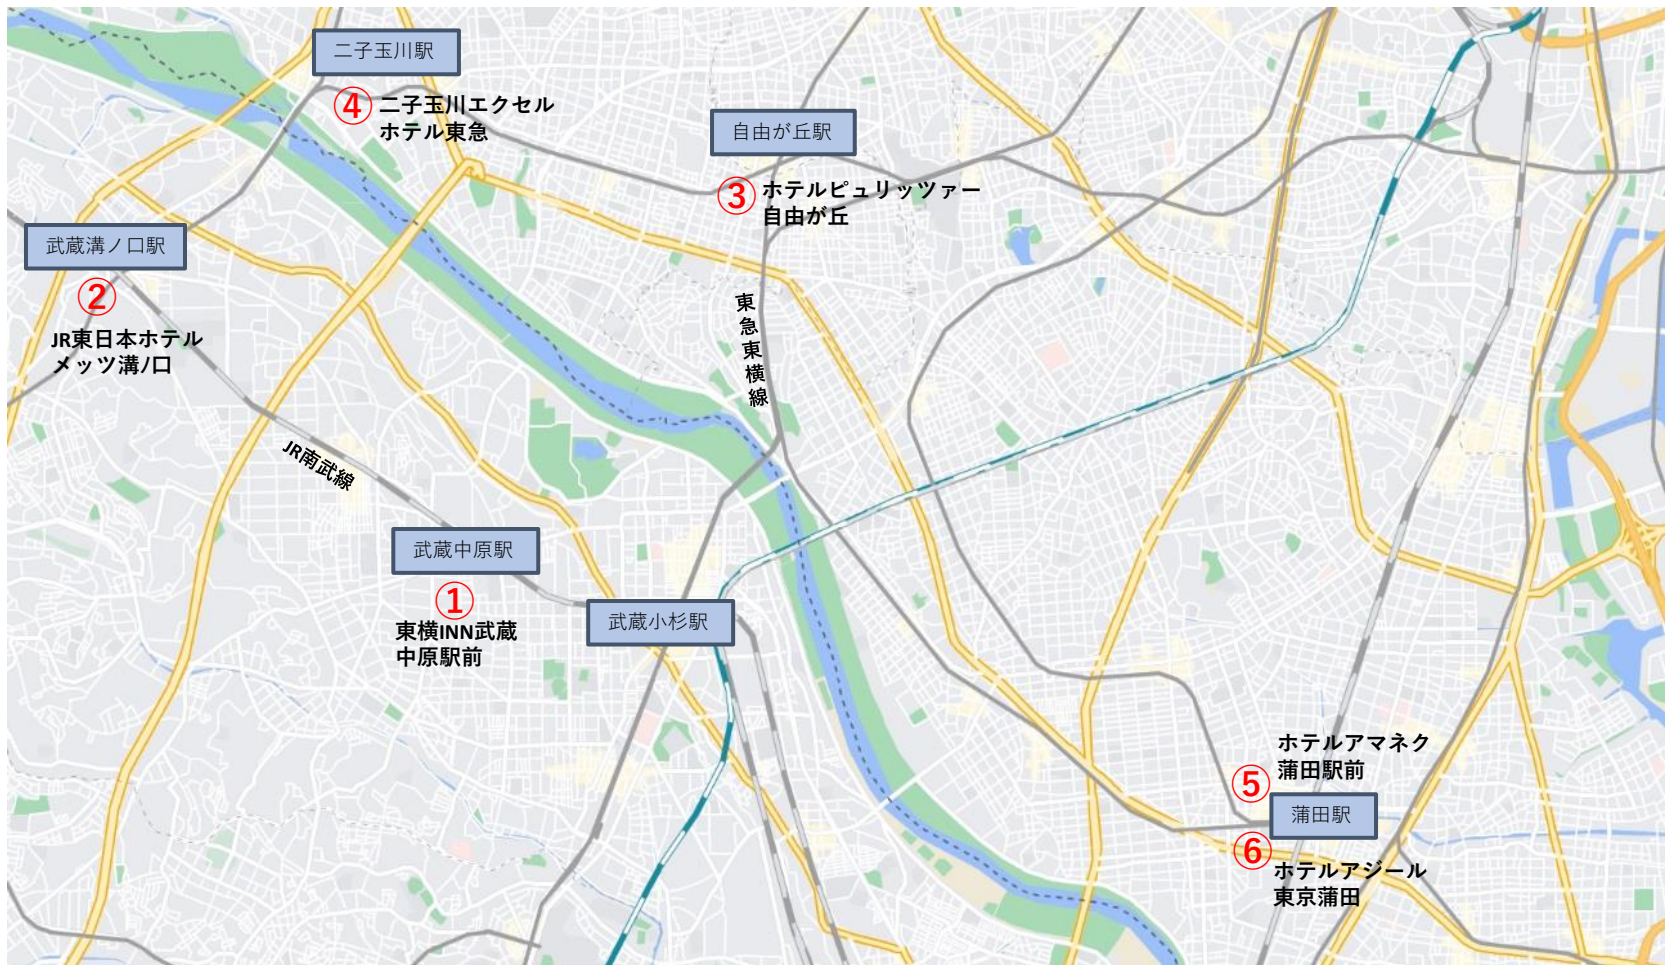 二子玉川駅
④
二子玉川エクセル
ホテル東急
自由が丘駅
③
ホテルピュリッツァー
自由が丘
武蔵溝ノ口駅
②
JR東日本ホテル
メッツ溝ノ口
東急東横線
JR南武線
武蔵中原駅
①
東横INN武蔵
中原駅前
武蔵小杉駅
ホテルアマネク
蒲田駅前
⑤
蒲田駅
⑥
ホテルアジール
東京蒲田